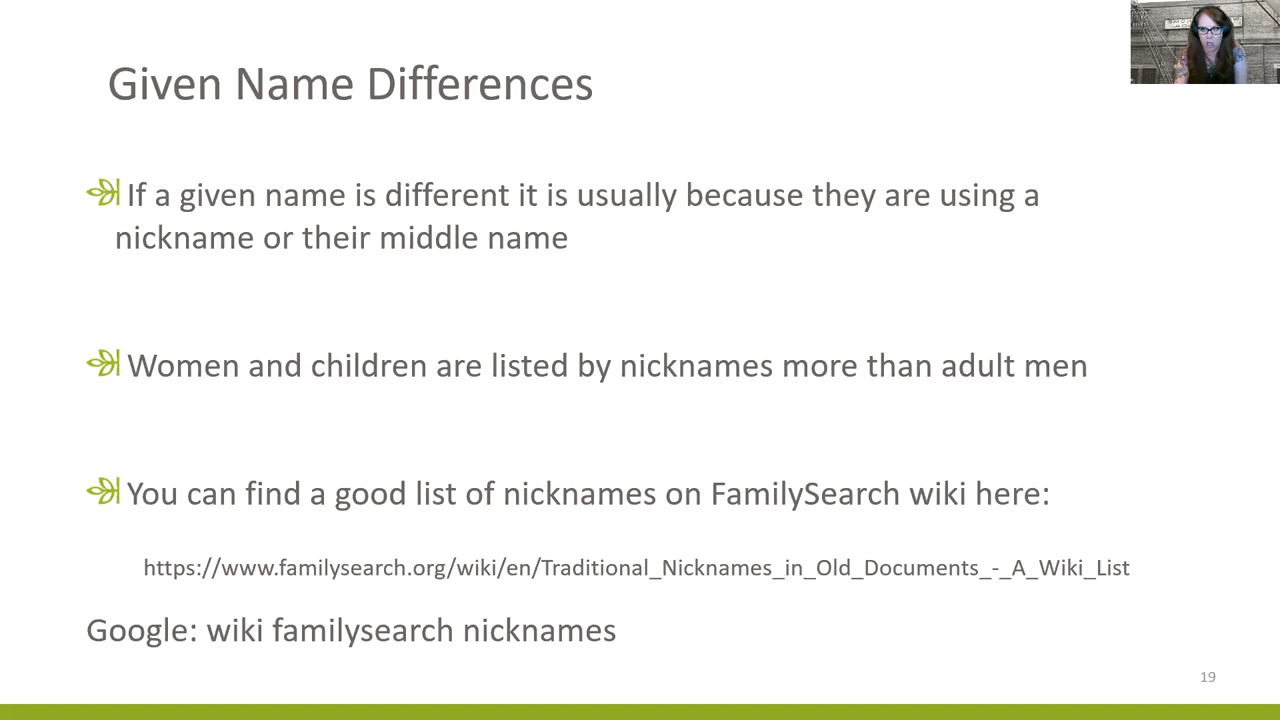 Given Name Differences
If a given name is different it is usually because they are using a
nickname or their middle name
Women and children are listed by nicknames more than adult men
You can find a good list of nicknames on FamilySearch wiki here:
https://www.familysearch.org/wiki/en/Traditional_Nicknames_in_Old_Documents_-_A_Wiki_List
Google: wiki familysearch nicknames
19